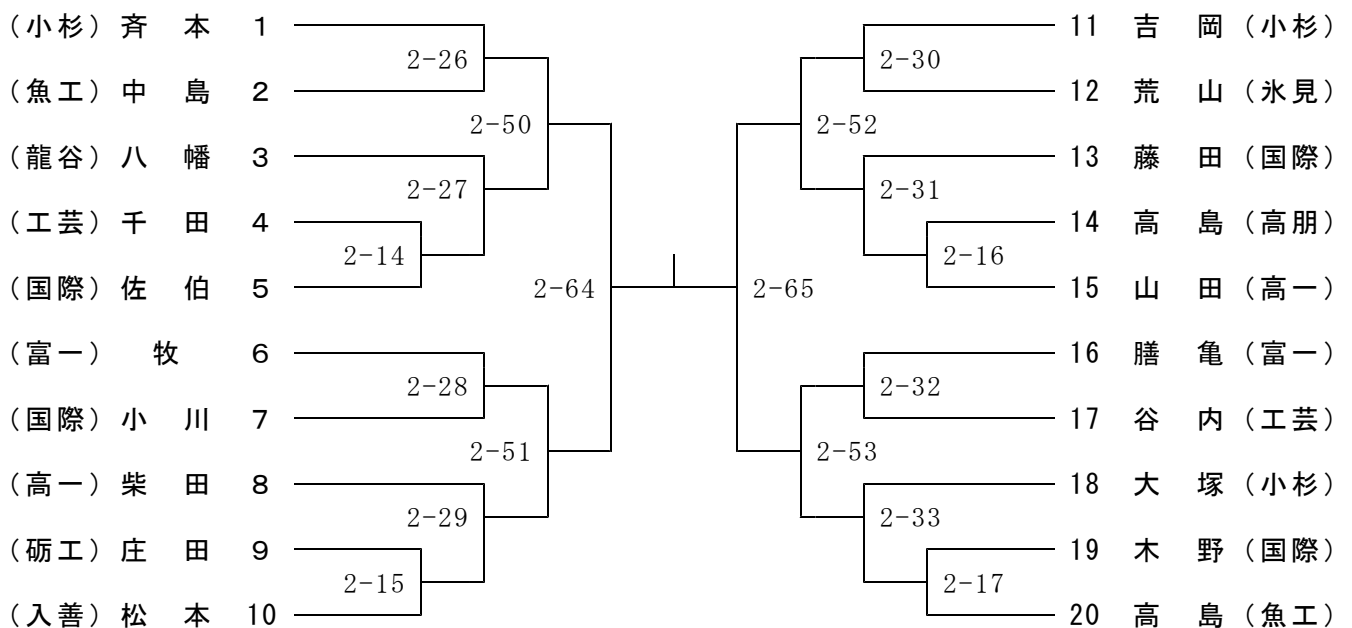 （小杉） 斉 本 1
2-26
（魚工） 中 島 2
2-50
（龍谷） 八 幡 3
2-27
（工芸） 千 田 4
2-14
（国際） 佐 伯 5
2-64
（富一） 牧 6
2-28
（国際） 小 川 7
2-51
（高一） 柴 田 8
2-29
（砺工） 庄 田 9
2-15
（入善） 松 本 10
11 吉 岡 （小杉）
2-30
12 荒 山 （氷見）
2-52
13 藤 田 （国際）
2-31
14 高 島 （高朋）
2-16
15 山 田 （高一）
2-65
16 膳 亀 （富一）
2-32
17 谷 内 （工芸）
2-53
18 大 塚 （小杉）
2-33
19 木 野 （国際）
2-17
20 高 島 （魚工）